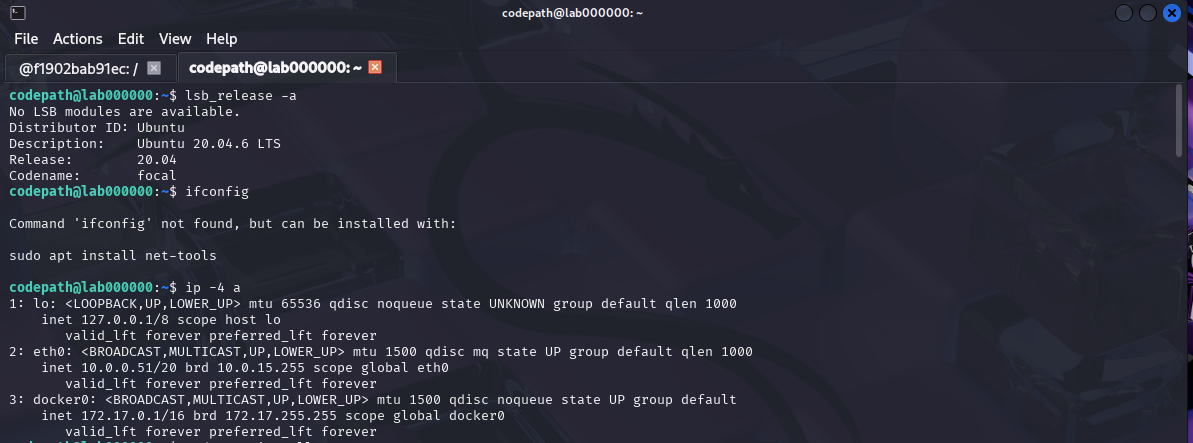 codepath@lab000000: ~
File Actions Edit View Help
@f1902bab91ec: / codepath@lab000000: ~
codepath@lab000000:~$ lsb_release -a
No LSB modules are available.
Distributor ID: Ubuntu
Description:    Ubuntu 20.04.6 LTS
Release:        20.04
Codename:       focal
codepath@lab000000:~$ ifconfig
Command 'ifconfig' not found, but can be installed with:
sudo apt install net-tools
codepath@lab000000:~$ ip -4 a
1: lo: <LOOPBACK,UP,LOWER_UP> mtu 65536 qdisc noqueue state UNKNOWN group default qlen 1000
    inet 127.0.0.1/8 scope host lo
       valid_lft forever preferred_lft forever
2: eth0: <BROADCAST,MULTICAST,UP,LOWER_UP> mtu 1500 qdisc mq state UP group default qlen 1000
    inet 10.0.0.51/20 brd 10.0.15.255 scope global eth0
       valid_lft forever preferred_lft forever
3: docker0: <BROADCAST,MULTICAST,UP,LOWER_UP> mtu 1500 qdisc noqueue state UP group default
    inet 172.17.0.1/16 brd 172.17.255.255 scope global docker0
       valid_lft forever preferred_lft forever